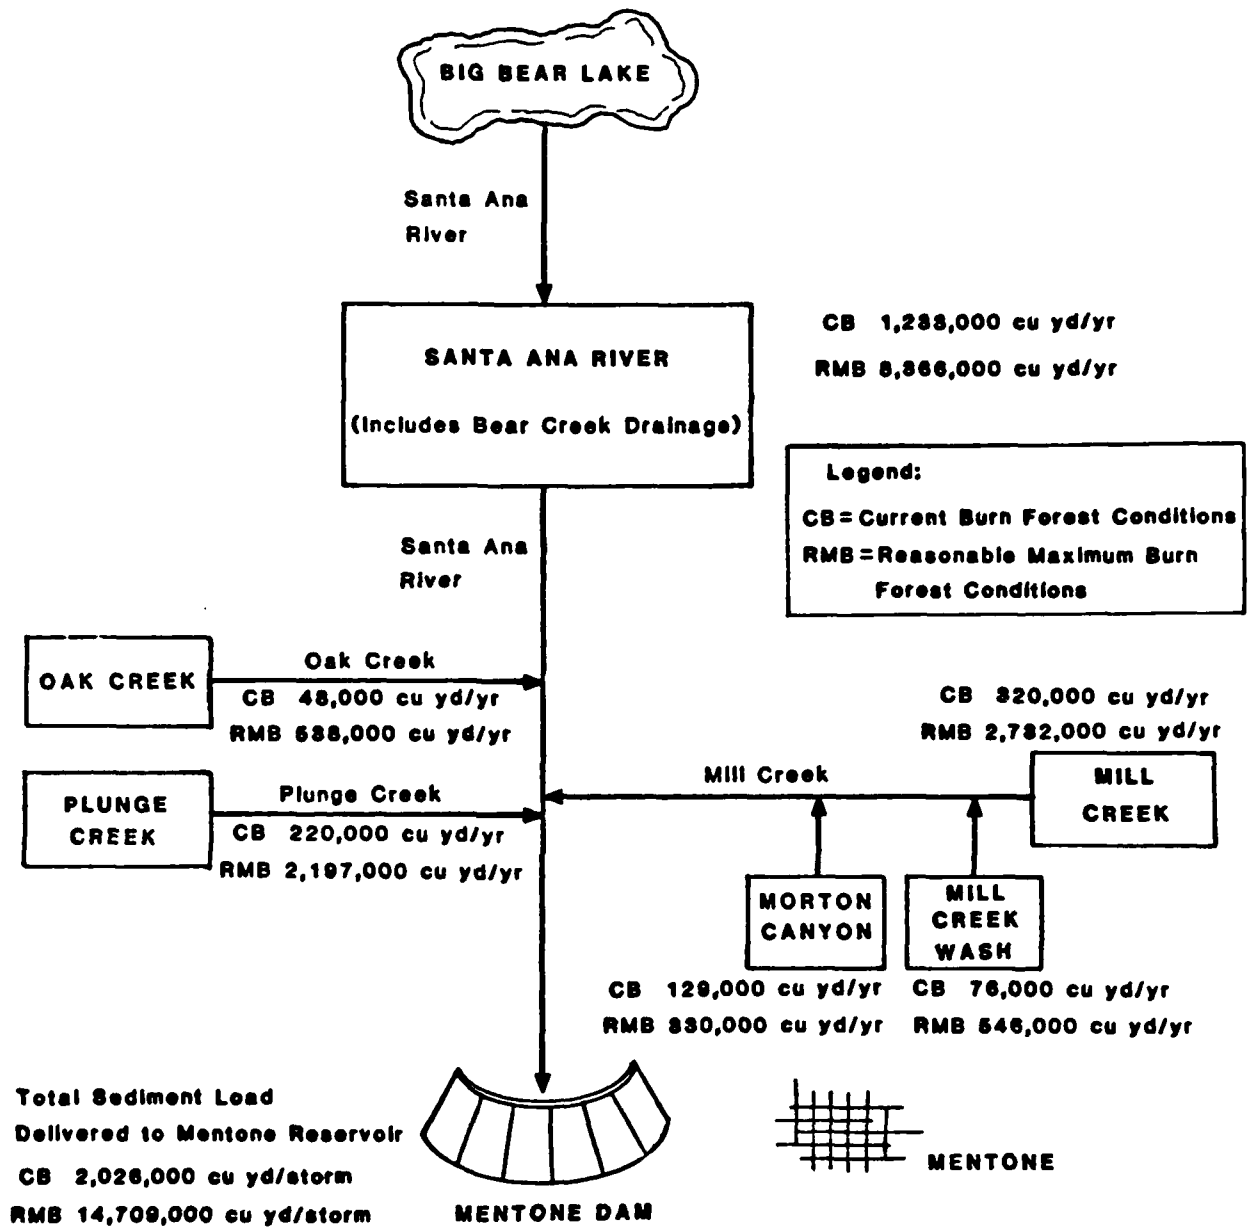 BIG BEAR LAKE
Santa Ana
River
SANTA ANA RIVER
(Includes Bear Creek Drainage)
CB 1,233,000 cu yd/yr
RMB 8,366,000 cu yd/yr
Legend:
CB=Current Burn Forest Conditions
RMB=Reasonable Maximum Burn
Forest Conditions
Santa Ana
River
OAK CREEK
Oak Creek
CB 48,000 cu yd/yr
RMB 538,000 cu yd/yr
CB 320,000 cu yd/yr
RMB 2,732,000 cu yd/yr
MILL
CREEK
Mill Creek
PLUNGE
CREEK
Plunge Creek
CB 220,000 cu yd/yr
RMB 2,197,000 cu yd/yr
MORTON
CANYON
CB 129,000 cu yd/yr
RMB 330,000 cu yd/yr
MILL
CREEK
WASH
CB 76,000 cu yd/yr
RMB 546,000 cu yd/yr
Total Sediment Load
Delivered to Mentone Reservoir
CB 2,026,000 cu yd/storm
RMB 14,709,000 cu yd/storm
MENTONE DAM
MENTONE